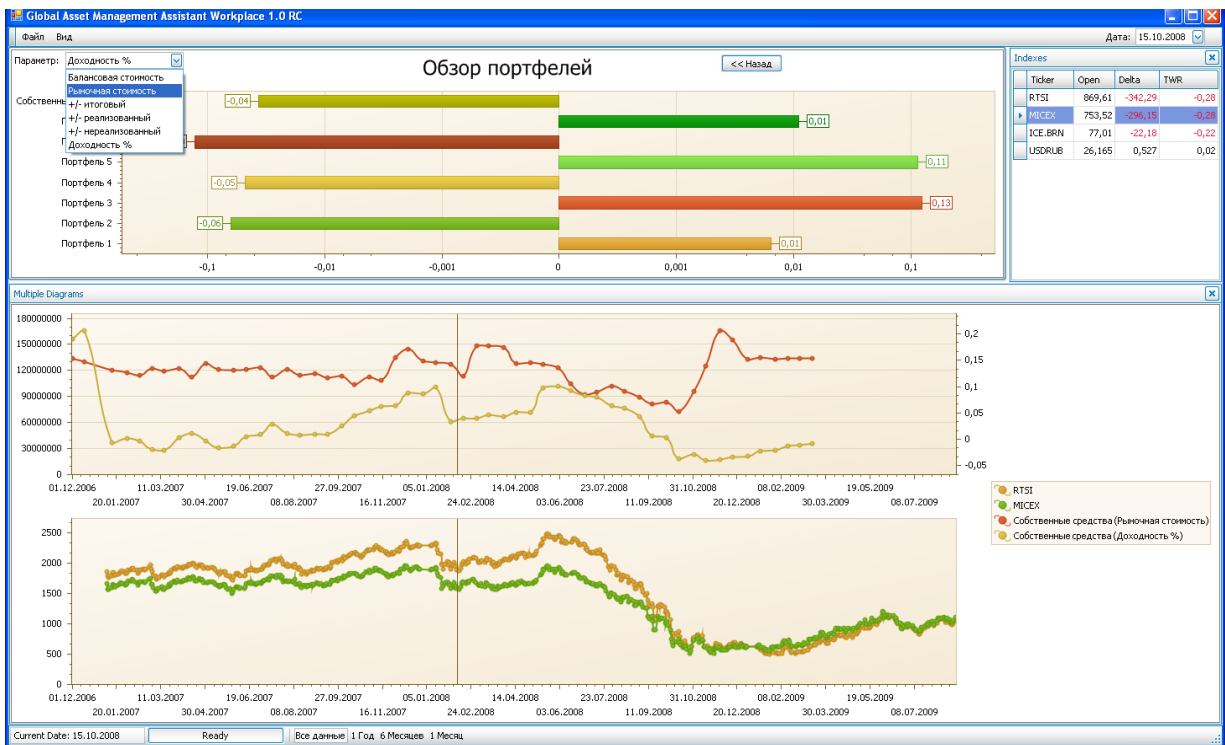 Global Asset Management Assistant Workplace 1.0 RC
Файл Вид
Дата: 15.10.2008
Параметр: Доходность %
Балансовая стоимость
Рыночная стоимость
+/- итоговый
+/- реализованный
+/- нереализованный
Доходность %
Обзор портфелей
<< Назад
Собственн
-0,04
0,01
Портфель 5
0,11
Портфель 4
-0,05
Портфель 3
0,13
Портфель 2
-0,06
Портфель 1
0,01
-0,1 -0,01 -0,001 0 0,001 0,01 0,1
Indexes
Ticker Open Delta TWR
RTSI 869,61 -342,29 -0,28
MICEX 753,52 -296,15 -0,28
ICE.BRN 77,01 -22,18 -0,22
USDRUB 26,165 0,527 0,02
Multiple Diagrams
180000000
150000000
120000000
90000000
60000000
30000000
0
0,2
0,15
0,1
0,05
0
-0,05
01.12.2006 11.03.2007 19.06.2007 27.09.2007 05.01.2008 14.04.2008 23.07.2008 31.10.2008 08.02.2009 19.05.2009
20.01.2007 30.04.2007 08.08.2007 16.11.2007 24.02.2008 03.06.2008 11.09.2008 20.12.2008 30.03.2009 08.07.2009
RTSI
MICEX
Собственные средства (Рыночная стоимость)
Собственные средства (Доходность %)
2500
2000
1500
1000
500
0
01.12.2006 11.03.2007 19.06.2007 27.09.2007 05.01.2008 14.04.2008 23.07.2008 31.10.2008 08.02.2009 19.05.2009
20.01.2007 30.04.2007 08.08.2007 16.11.2007 24.02.2008 03.06.2008 11.09.2008 20.12.2008 30.03.2009 08.07.2009
Current Date: 15.10.2008 Ready Все данные 1 Год 6 Месяцев 1 Месяц